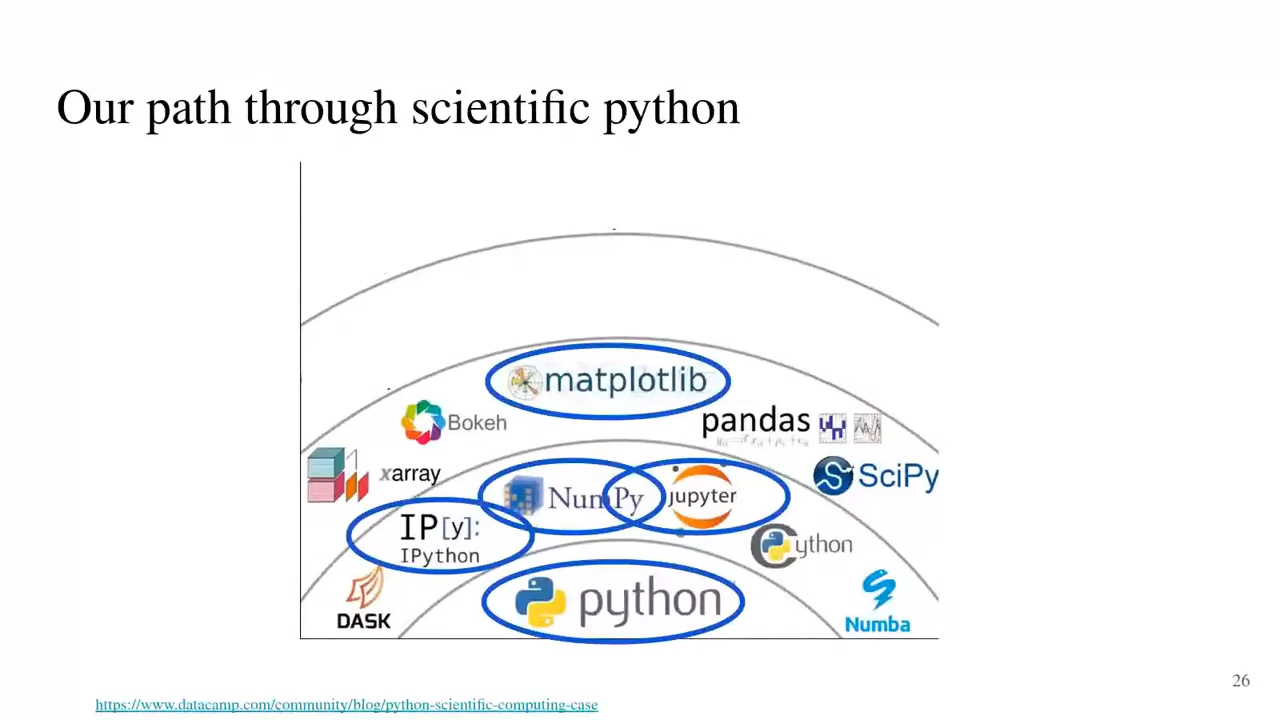 Our path through scientific python
matplotlib
Bokeh
pandas
xarray
SciPy
NumPy
jupyter
IP[y]:
IPython
Cython
python
DASK
Numba
26
https://www.datacamp.com/community/blog/python-scientific-computing-case